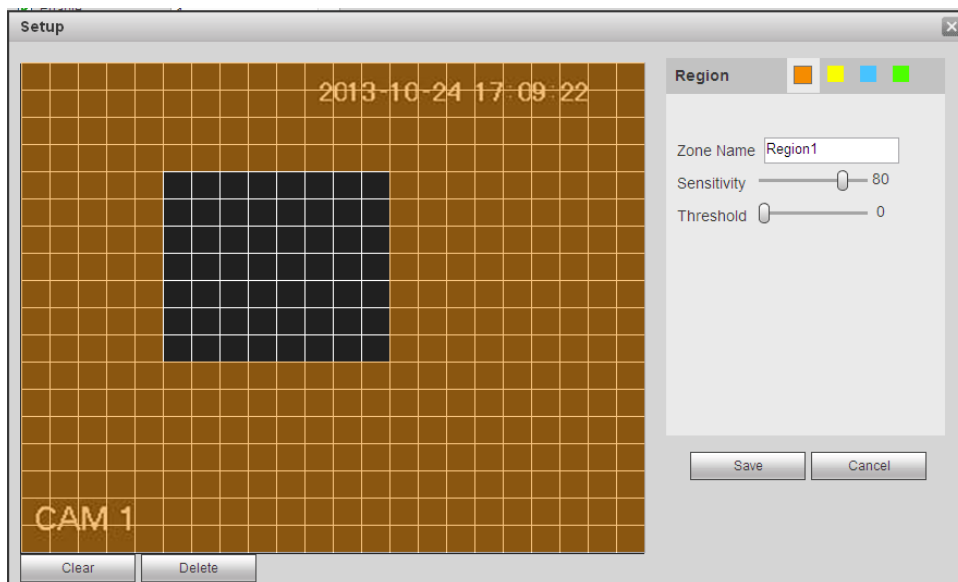 Setup
2013-10-24 17:09:22
Region
Zone Name Region1
Sensitivity 80
Threshold 0
Save Cancel
CAM 1
Clear Delete